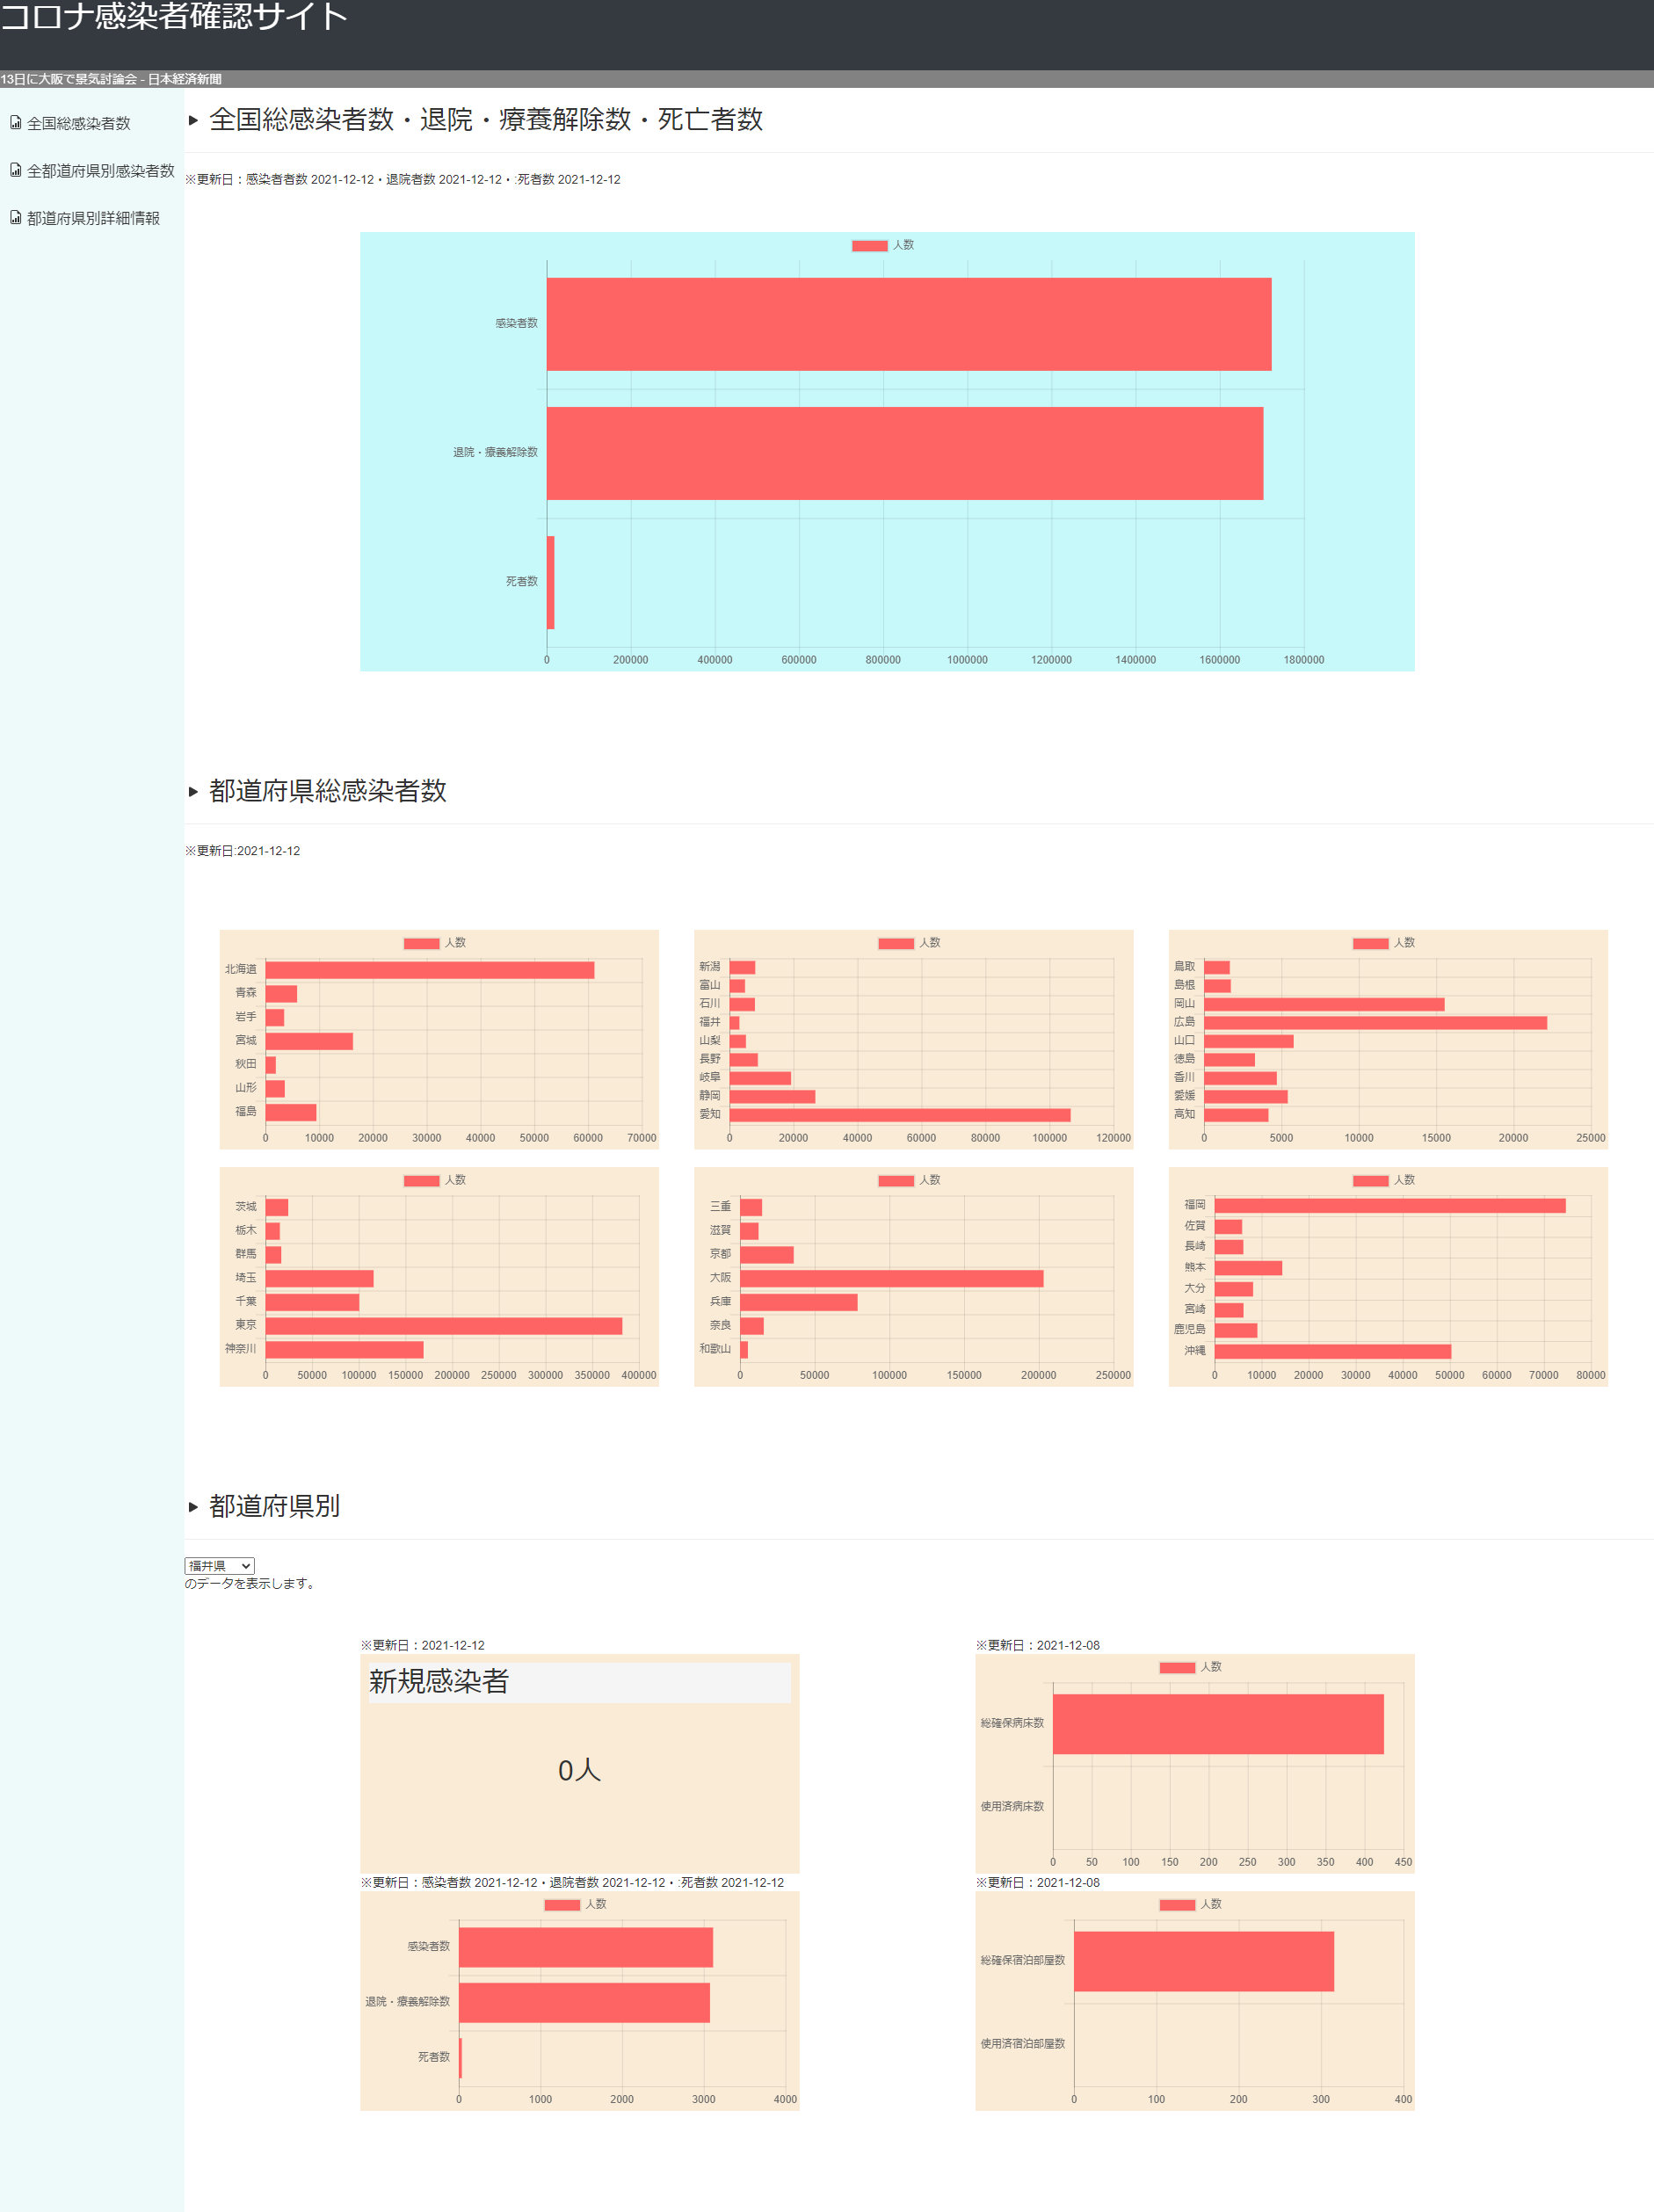 コロナ感染者確認サイト
13日に大阪で景気討論会 - 日本経済新聞
全国総感染者数
全都道府県別感染者数
都道府県別詳細情報
全国総感染者数・退院・療養解除数・死亡者数
※更新日：感染者者数 2021-12-12・退院者数 2021-12-12・:死者数 2021-12-12
人数
感染者数
退院・療養解除数
死者数
0 200000 400000 600000 800000 1000000 1200000 1400000 1600000 1800000
都道府県総感染者数
※更新日:2021-12-12
人数
北海道
青森
岩手
宮城
秋田
山形
福島
0 10000 20000 30000 40000 50000 60000 70000
人数
新潟
富山
石川
福井
山梨
長野
岐阜
静岡
愛知
0 20000 40000 60000 80000 100000 120000
人数
鳥取
島根
岡山
広島
山口
徳島
香川
愛媛
高知
0 5000 10000 15000 20000 25000
人数
茨城
栃木
群馬
埼玉
千葉
東京
神奈川
0 50000 100000 150000 200000 250000 300000 350000 400000
人数
三重
滋賀
京都
大阪
兵庫
奈良
和歌山
0 50000 100000 150000 200000 250000
人数
福岡
佐賀
長崎
熊本
大分
宮崎
鹿児島
沖縄
0 10000 20000 30000 40000 50000 60000 70000 80000
都道府県別
福井県
のデータを表示します。
※更新日：2021-12-12
新規感染者
0人
※更新日：2021-12-08
人数
総確保病床数
使用済病床数
0 50 100 150 200 250 300 350 400 450
※更新日：感染者数 2021-12-12・退院者数 2021-12-12・:死者数 2021-12-12
人数
感染者数
退院・療養解除数
死者数
0 1000 2000 3000 4000
※更新日：2021-12-08
人数
総確保宿泊部屋数
使用済宿泊部屋数
0 100 200 300 400